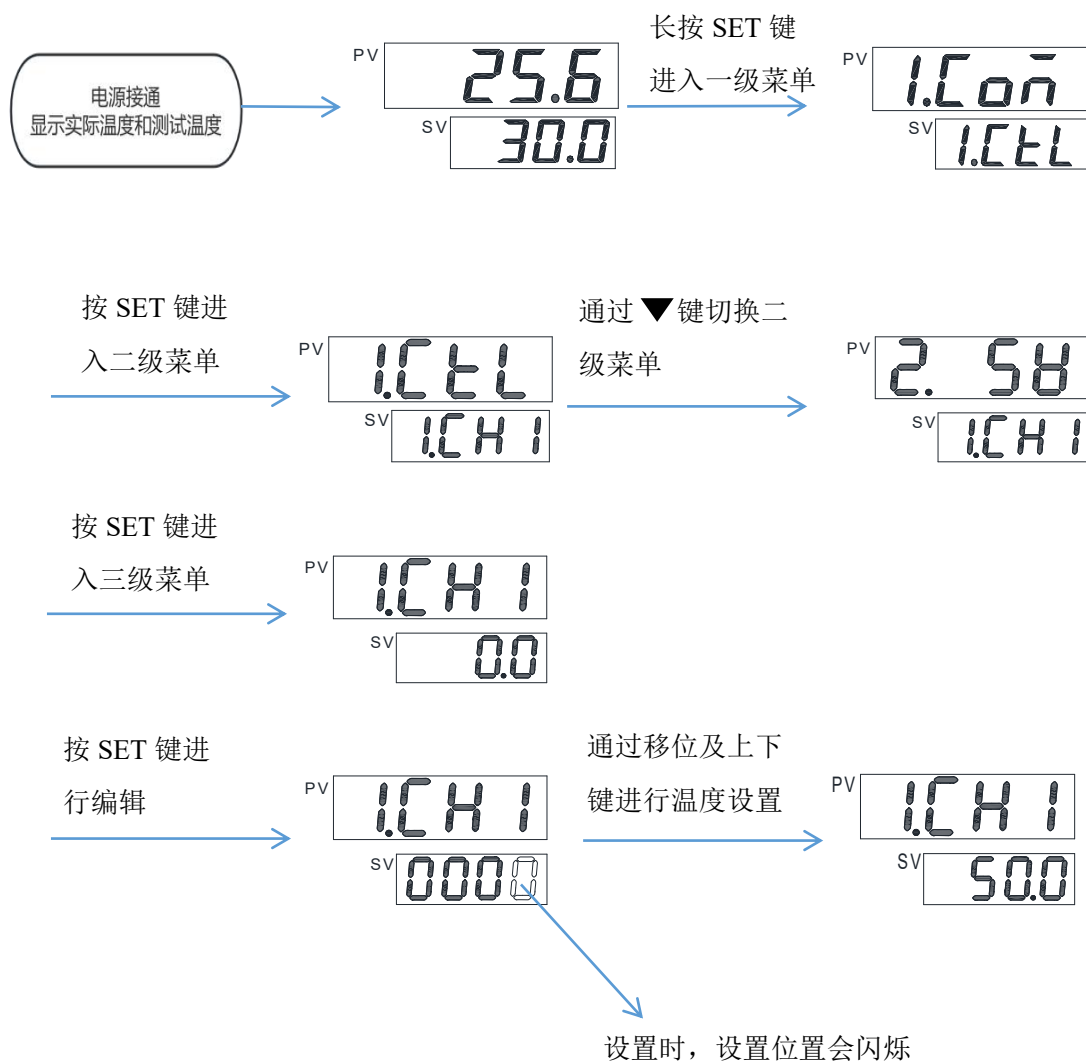 电源接通
显示实际温度和测试温度
PV
25.6
SV
30.0
长按 SET 键
进入一级菜单
PV
1.Com
SV
1.CtL
按 SET 键进
入二级菜单
PV
1.CtL
SV
1.CH1
通过 ▼键切换二
级菜单
PV
2. SV
SV
1.CH1
按 SET 键进
入三级菜单
PV
1.CH1
SV
0.0
按 SET 键进
行编辑
PV
1.CH1
SV
0000
通过移位及上下
键进行温度设置
PV
1.CH1
SV
50.0
设置时，设置位置会闪烁